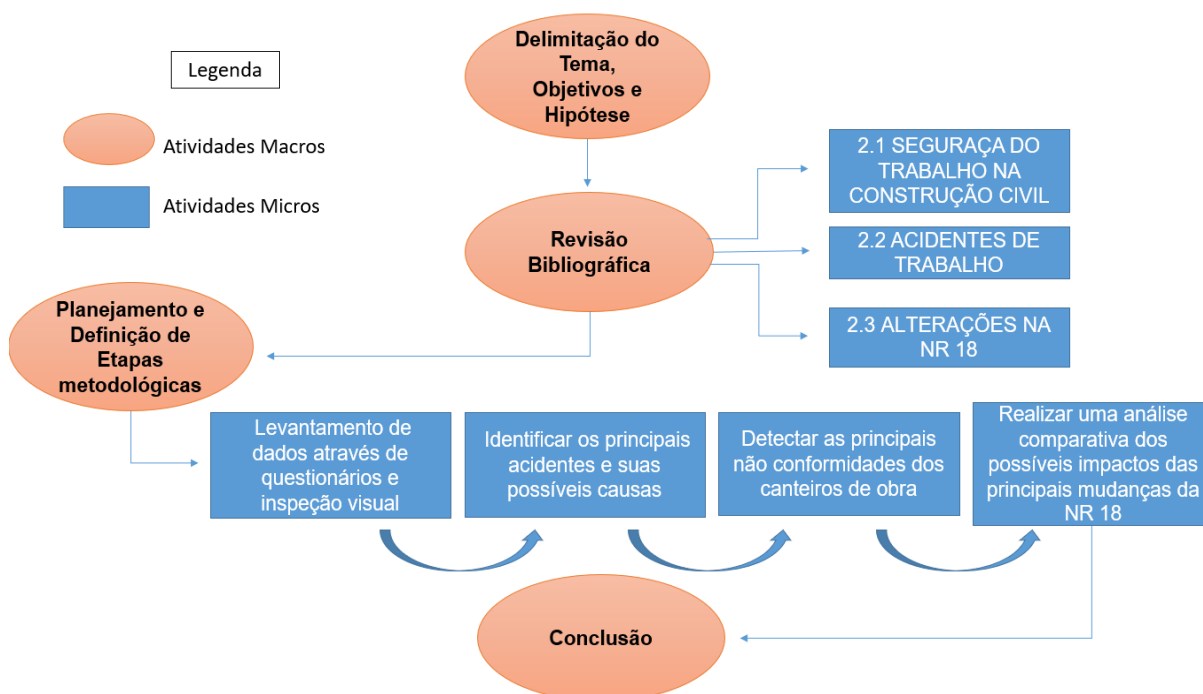 Delimitação do
Tema,
Objetivos e
Hipótese
Legenda
Atividades Macros
Atividades Micros
2.1 SEGURAÇA DO
TRABALHO NA
CONSTRUÇÃO CIVIL
Revisão
Bibliográfica
2.2 ACIDENTES DE
TRABALHO
2.3 ALTERAÇÕES NA
NR 18
Planejamento e
Definição de
Etapas
metodológicas
Levantamento de
dados através de
questionários e
inspeção visual
Identificar os principais
acidentes e suas
possíveis causas
Detectar as principais
não conformidades dos
canteiros de obra
Realizar uma análise
comparativa dos
possíveis impactos das
principais mudanças da
NR 18
Conclusão